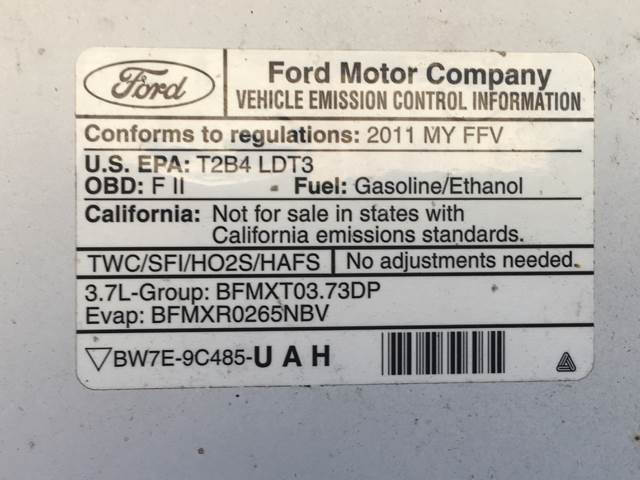 Ford
Ford Motor Company
VEHICLE EMISSION CONTROL INFORMATION
Conforms to regulations: 2011 MY FFV
U.S. EPA: T2B4 LDT3
OBD: F II Fuel: Gasoline/Ethanol
California: Not for sale in states with
California emissions standards.
TWC/SFI/HO2S/HAFS No adjustments needed.
3.7L-Group: BFMXT03.73DP
Evap: BFMXR0265NBV
BW7E-9C485-UAH